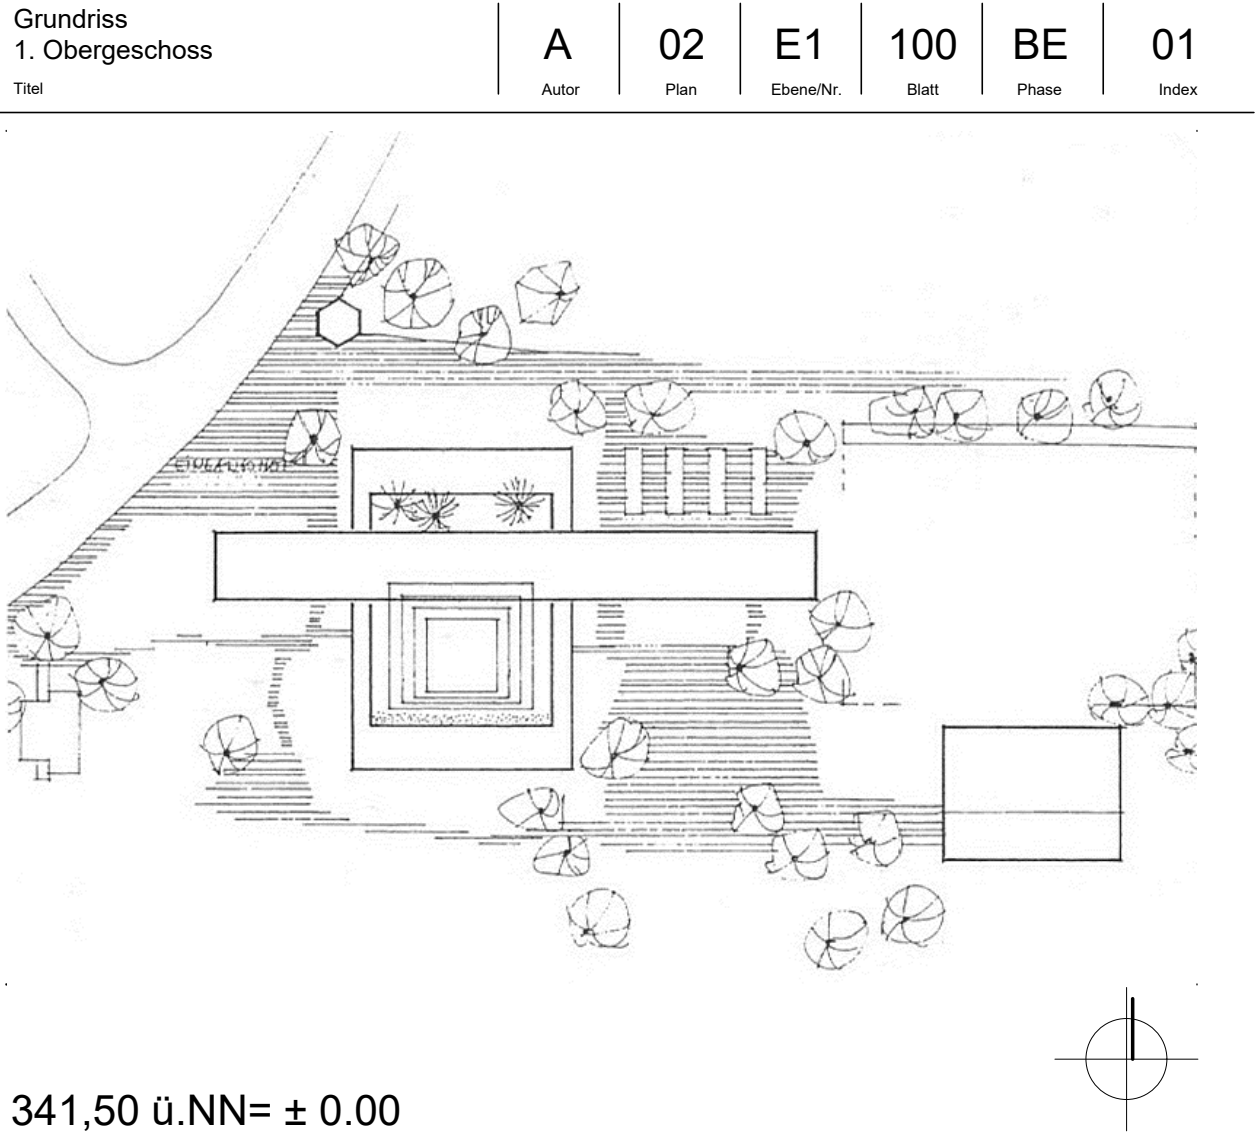 Grundriss
1. Obergeschoss
Titel
A
Autor
02
Plan
E1
Ebene/Nr.
100
Blatt
BE
Phase
01
Index
341,50 ü.NN= ± 0.00